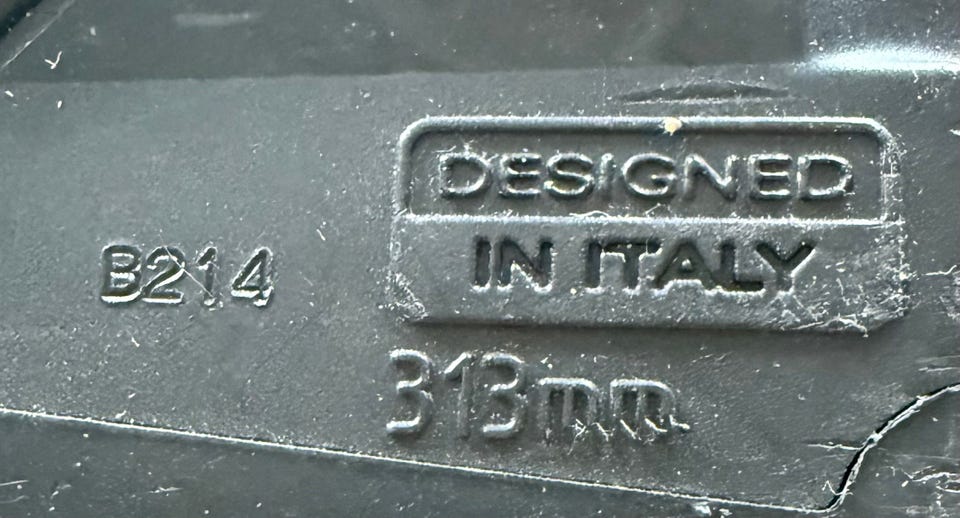 DESIGNED
IN ITALY
B214
313mm